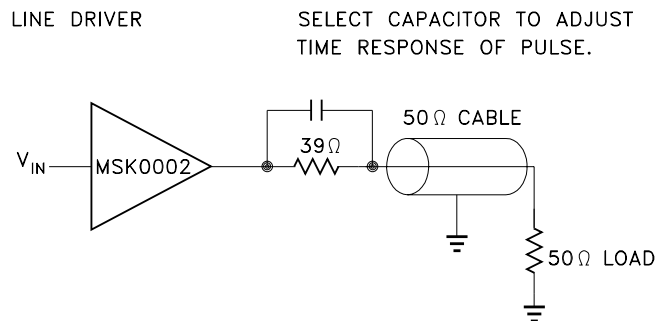 LINE DRIVER
SELECT CAPACITOR TO ADJUST
TIME RESPONSE OF PULSE.
50Ω CABLE
39Ω
VIN
MSK0002
50Ω LOAD